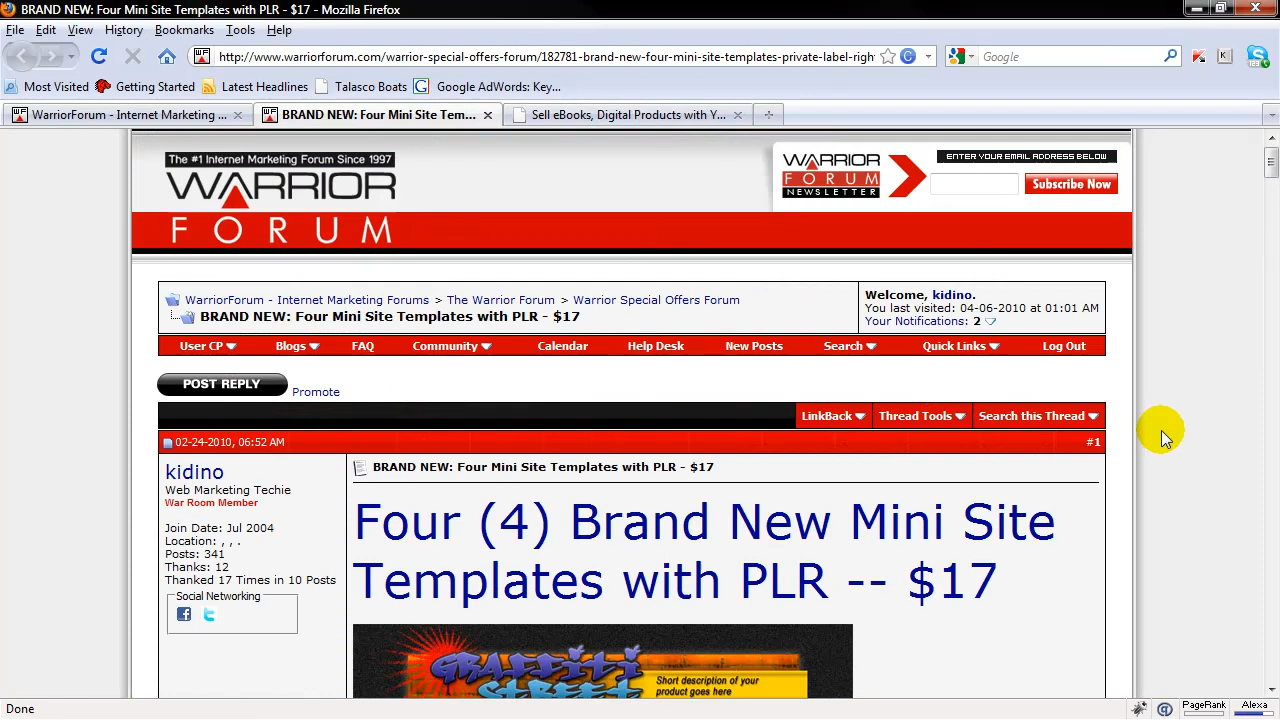 BRAND NEW: Four Mini Site Templates with PLR - $17 - Mozilla Firefox
File Edit View History Bookmarks Tools Help
http://www.warriorforum.com/warrior-special-offers-forum/182781-brand-new-four-mini-site-templates-private-label-righ
Google
Most Visited Getting Started Latest Headlines Talasco Boats Google AdWords: Key...
WarriorForum - Internet Marketing ... BRAND NEW: Four Mini Site Tem... Sell eBooks, Digital Products with Y...
The #1 Internet Marketing Forum Since 1997
WARRIOR
FORUM
WARRIOR
FORUM
NEWSLETTER
ENTER YOUR EMAIL ADDRESS BELOW
Subscribe Now
WarriorForum - Internet Marketing Forums > The Warrior Forum > Warrior Special Offers Forum
BRAND NEW: Four Mini Site Templates with PLR - $17
Welcome, kidino.
You last visited: 04-06-2010 at 01:01 AM
Your Notifications: 2
User CP Blogs FAQ Community Calendar Help Desk New Posts Search Quick Links Log Out
POST REPLY Promote
LinkBack Thread Tools Search this Thread
02-24-2010, 06:52 AM #1
kidino
Web Marketing Techie
War Room Member
Join Date: Jul 2004
Location: , , .
Posts: 341
Thanks: 12
Thanked 17 Times in 10 Posts
Social Networking
BRAND NEW: Four Mini Site Templates with PLR - $17
Four (4) Brand New Mini Site
Templates with PLR -- $17
GRAFFITI
STREET
Short description of your
product goes here
Done
PageRank Alexa